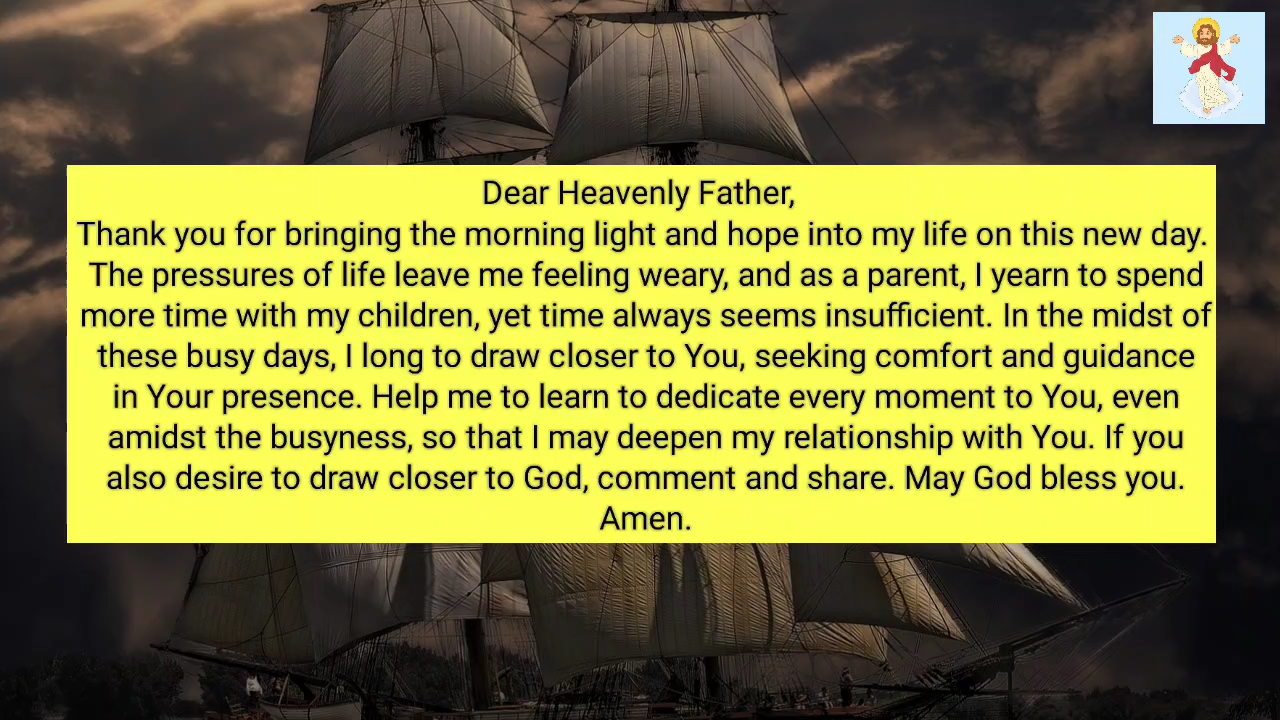 Dear Heavenly Father,
Thank you for bringing the morning light and hope into my life on this new day.
The pressures of life leave me feeling weary, and as a parent, I yearn to spend
more time with my children, yet time always seems insufficient. In the midst of
these busy days, I long to draw closer to You, seeking comfort and guidance
in Your presence. Help me to learn to dedicate every moment to You, even
amidst the busyness, so that I may deepen my relationship with You. If you
also desire to draw closer to God, comment and share. May God bless you.
Amen.